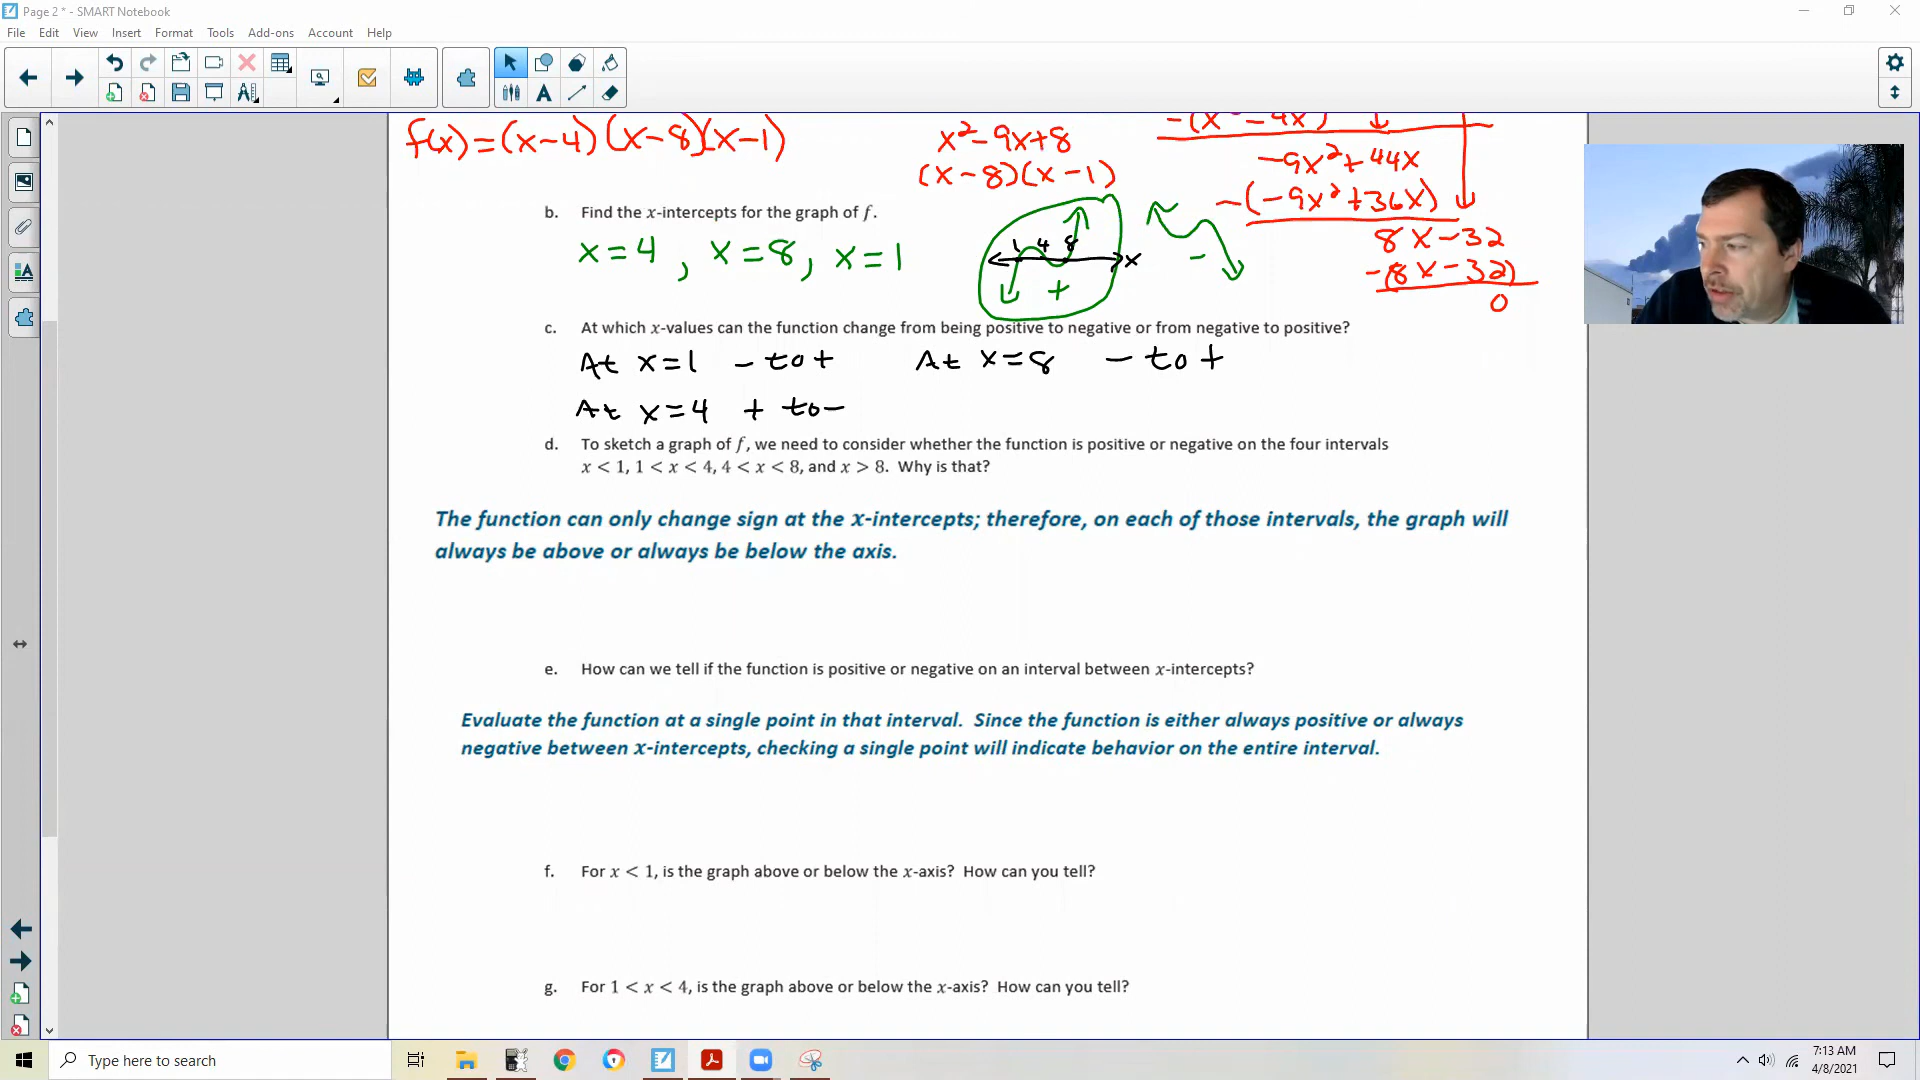 Page 2 * - SMART Notebook
File Edit View Insert Format Tools Add-ons Account Help
f(x)=(x-4)(x-8)(x-1)
x²-9x+8
(x-8)(x-1)
-9x²+44x
-(-9x²+36x)
8x-32
-(8x-32)
0
b. Find the x-intercepts for the graph of f.
x=4, x=8, x=1
1 4 8
x
+
-
c. At which x-values can the function change from being positive to negative or from negative to positive?
At x=1 - to + At x=8 - to +
At x=4 + to -
d. To sketch a graph of f, we need to consider whether the function is positive or negative on the four intervals
x < 1, 1 < x < 4, 4 < x < 8, and x > 8. Why is that?
The function can only change sign at the x-intercepts; therefore, on each of those intervals, the graph will
always be above or always be below the axis.
e. How can we tell if the function is positive or negative on an interval between x-intercepts?
Evaluate the function at a single point in that interval. Since the function is either always positive or always
negative between x-intercepts, checking a single point will indicate behavior on the entire interval.
f. For x < 1, is the graph above or below the x-axis? How can you tell?
g. For 1 < x < 4, is the graph above or below the x-axis? How can you tell?
Type here to search
7:13 AM
4/8/2021